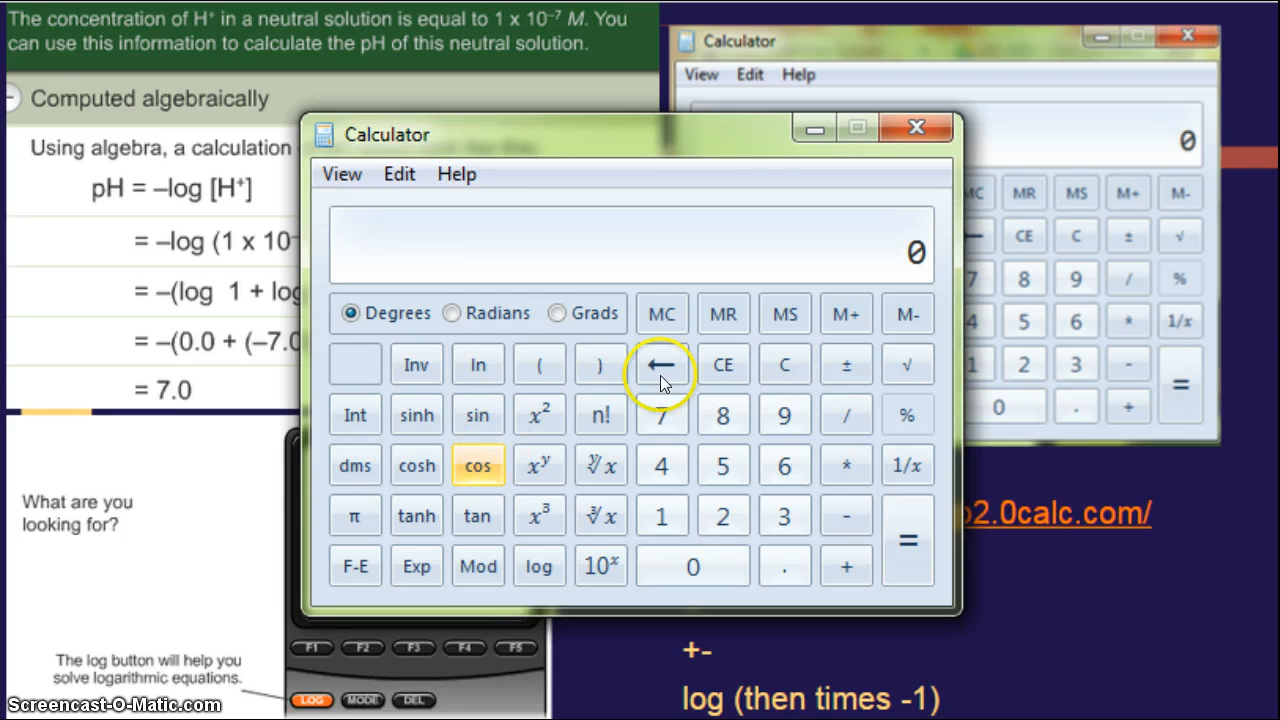 The concentration of H⁺ in a neutral solution is equal to 1 x 10⁻⁷ M. You
can use this information to calculate the pH of this neutral solution.
Computed algebraically
Using algebra, a calculation
pH = –log [H⁺]
= –log (1 x 10
= –(log 1 + log
= –(0.0 + (–7.0
= 7.0
What are you
looking for?
The log button will help you
solve logarithmic equations.
F1 F2 F3 F4 F5
LOG MODE DEL
Screencast-O-Matic.com
Calculator
View Edit Help
0
Degrees Radians Grads MC MR MS M+ M-
Inv ln ( ) ← CE C ± √
Int sinh sin x² n! 7 8 9 / %
dms cosh cos xʸ ʸ√x 4 5 6 * 1/x
π tanh tan x³ ³√x 1 2 3 - =
F-E Exp Mod log 10ˣ 0 . +
Calculator
View Edit Help
0
MC MR MS M+ M-
← CE C ± √
7 8 9 / %
4 5 6 * 1/x
1 2 3 - =
0 . +
2.0calc.com/
+-
log (then times -1)